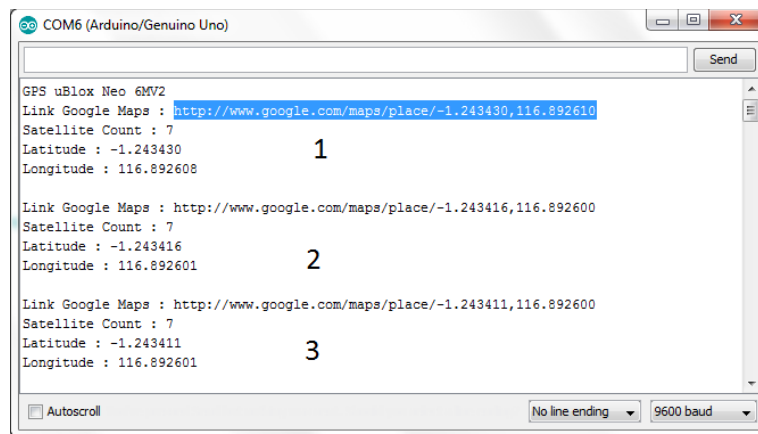 COM6 (Arduino/Genuino Uno)
Send
GPS uBlox Neo 6MV2
Link Google Maps : http://www.google.com/maps/place/-1.243430,116.892610
Satellite Count : 7
Latitude : -1.243430
1
Longitude : 116.892608
Link Google Maps : http://www.google.com/maps/place/-1.243416,116.892600
Satellite Count : 7
Latitude : -1.243416
2
Longitude : 116.892601
Link Google Maps : http://www.google.com/maps/place/-1.243411,116.892600
Satellite Count : 7
Latitude : -1.243411
3
Longitude : 116.892601
Autoscroll
No line ending
9600 baud